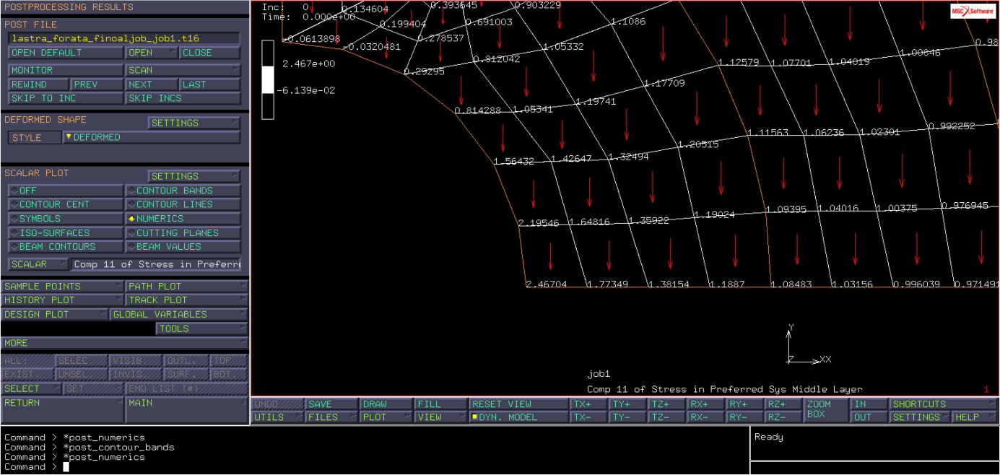 POSTPROCESSING RESULTS
POST FILE
lastra_forata_finoaljob_job1.t16
OPEN DEFAULT OPEN CLOSE
MONITOR SCAN
REWIND PREV NEXT LAST
SKIP TO INC SKIP INCS
DEFORMED SHAPE SETTINGS
STYLE DEFORMED
SCALAR PLOT SETTINGS
OFF CONTOUR BANDS
CONTOUR CENT CONTOUR LINES
SYMBOLS NUMERICS
ISO-SURFACES CUTTING PLANES
BEAM CONTOURS BEAM VALUES
SCALAR Comp 11 of Stress in Preferre
SAMPLE POINTS PATH PLOT
HISTORY PLOT TRACK PLOT
DESIGN PLOT GLOBAL VARIABLES
TOOLS
MORE
ALL: SELEC. VISIB. OUTL. TOP
EXIST. UNSEL. INVIS. SURF. BOT.
SELECT SET END LIST (#)
RETURN MAIN
Inc: 0
Time: 0.000e+00
2.467e+00
-6.139e-02
MSC Software
0.134604 0.393645 0.903229
0.199404 0.691003 1.1086
-0.0613898 0.278537
-0.0320481 0.812042 1.05332 1.00846 0.98
0.29295 1.12579 1.07701 1.04019
1.17709
0.814288 1.05341 1.19741
1.11563 1.06236 1.02301 0.992252
1.56432 1.42647 1.32494 1.20515
2.19546 1.64816 1.35922 1.19024 1.09395 1.04016 1.00375 0.976945
2.46704 1.77349 1.38154 1.1887 1.08483 1.03156 0.996039 0.971491
Y
Z XX
job1
Comp 11 of Stress in Preferred Sys Middle Layer 1
UNDO SAVE DRAW FILL RESET VIEW TX+ TY+ TZ+ RX+ RY+ RZ+ ZOOM BOX IN SHORTCUTS
UTILS FILES PLOT VIEW DYN. MODEL TX- TY- TZ- RX- RY- RZ- OUT SETTINGS HELP
Command > *post_numerics
Command > *post_contour_bands
Command > *post_numerics
Command >
Ready